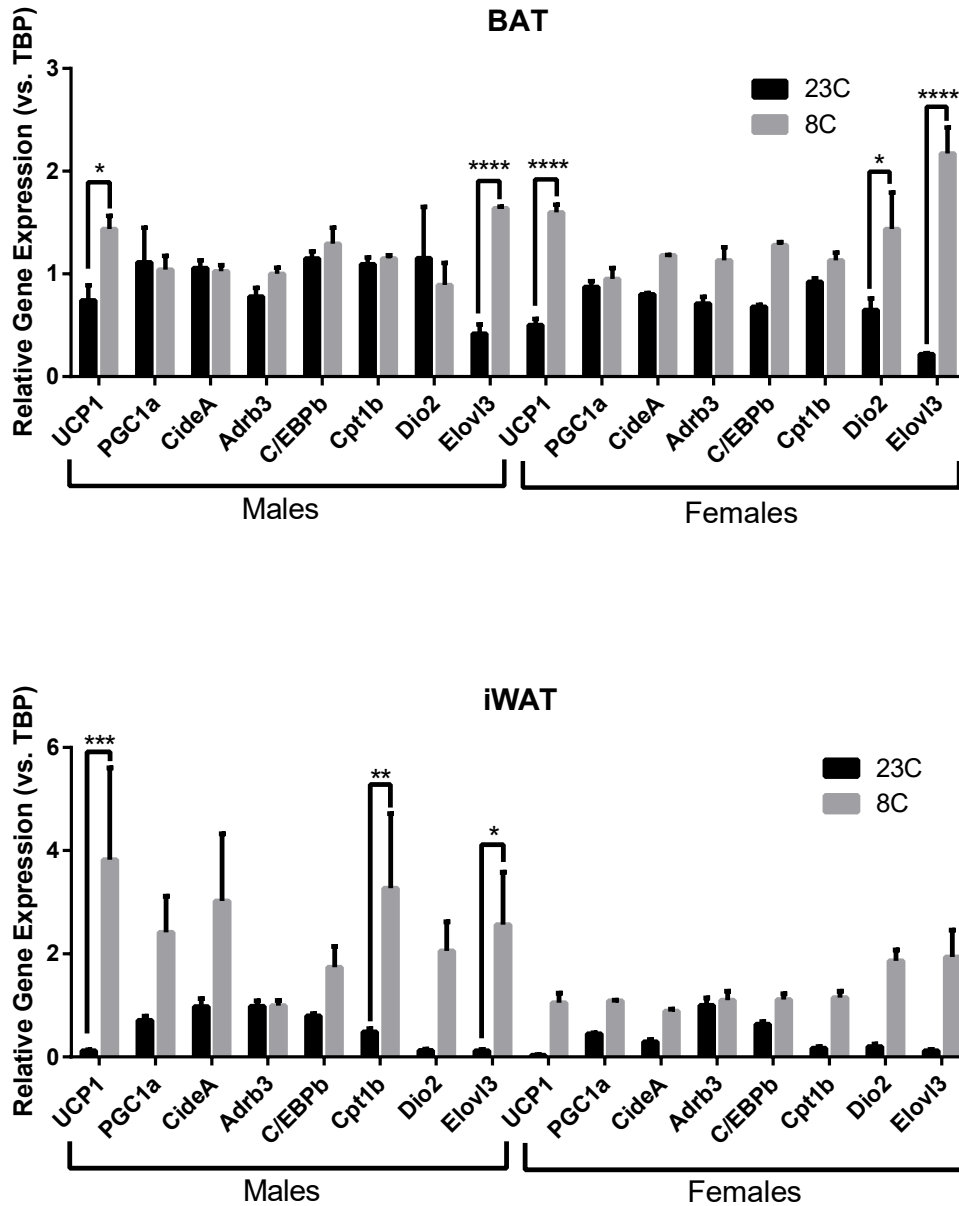 BAT
Relative Gene Expression (vs. TBP)
3
2
1
0
23C
8C
*
****
****
*
****
UCP1
PGC1a
CideA
Adrb3
C/EBPb
Cpt1b
Dio2
Elovl3
UCP1
PGC1a
CideA
Adrb3
C/EBPb
Cpt1b
Dio2
Elovl3
Males
Females
iWAT
Relative Gene Expression (vs. TBP)
6
4
2
0
23C
8C
***
**
*
UCP1
PGC1a
CideA
Adrb3
C/EBPb
Cpt1b
Dio2
Elovl3
UCP1
PGC1a
CideA
Adrb3
C/EBPb
Cpt1b
Dio2
Elovl3
Males
Females